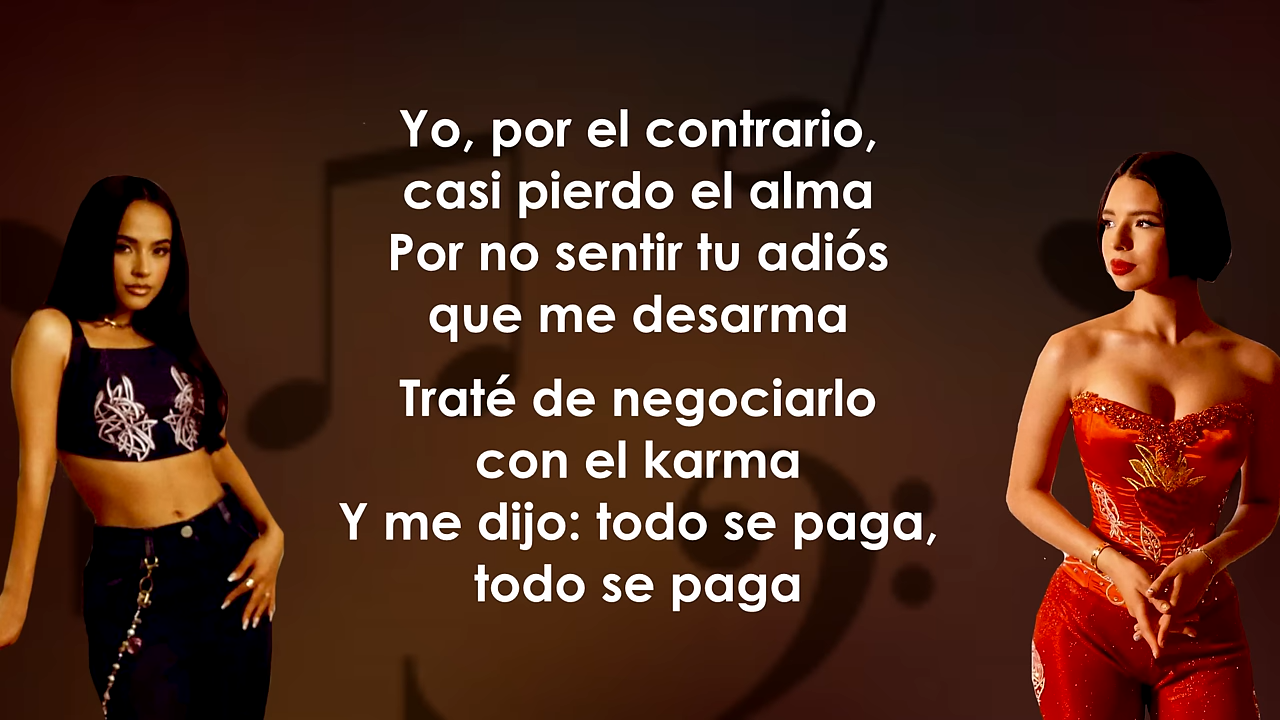 Yo, por el contrario,
casi pierdo el alma
Por no sentir tu adiós
que me desarma
Traté de negociarlo
con el karma
Y me dijo: todo se paga,
todo se paga